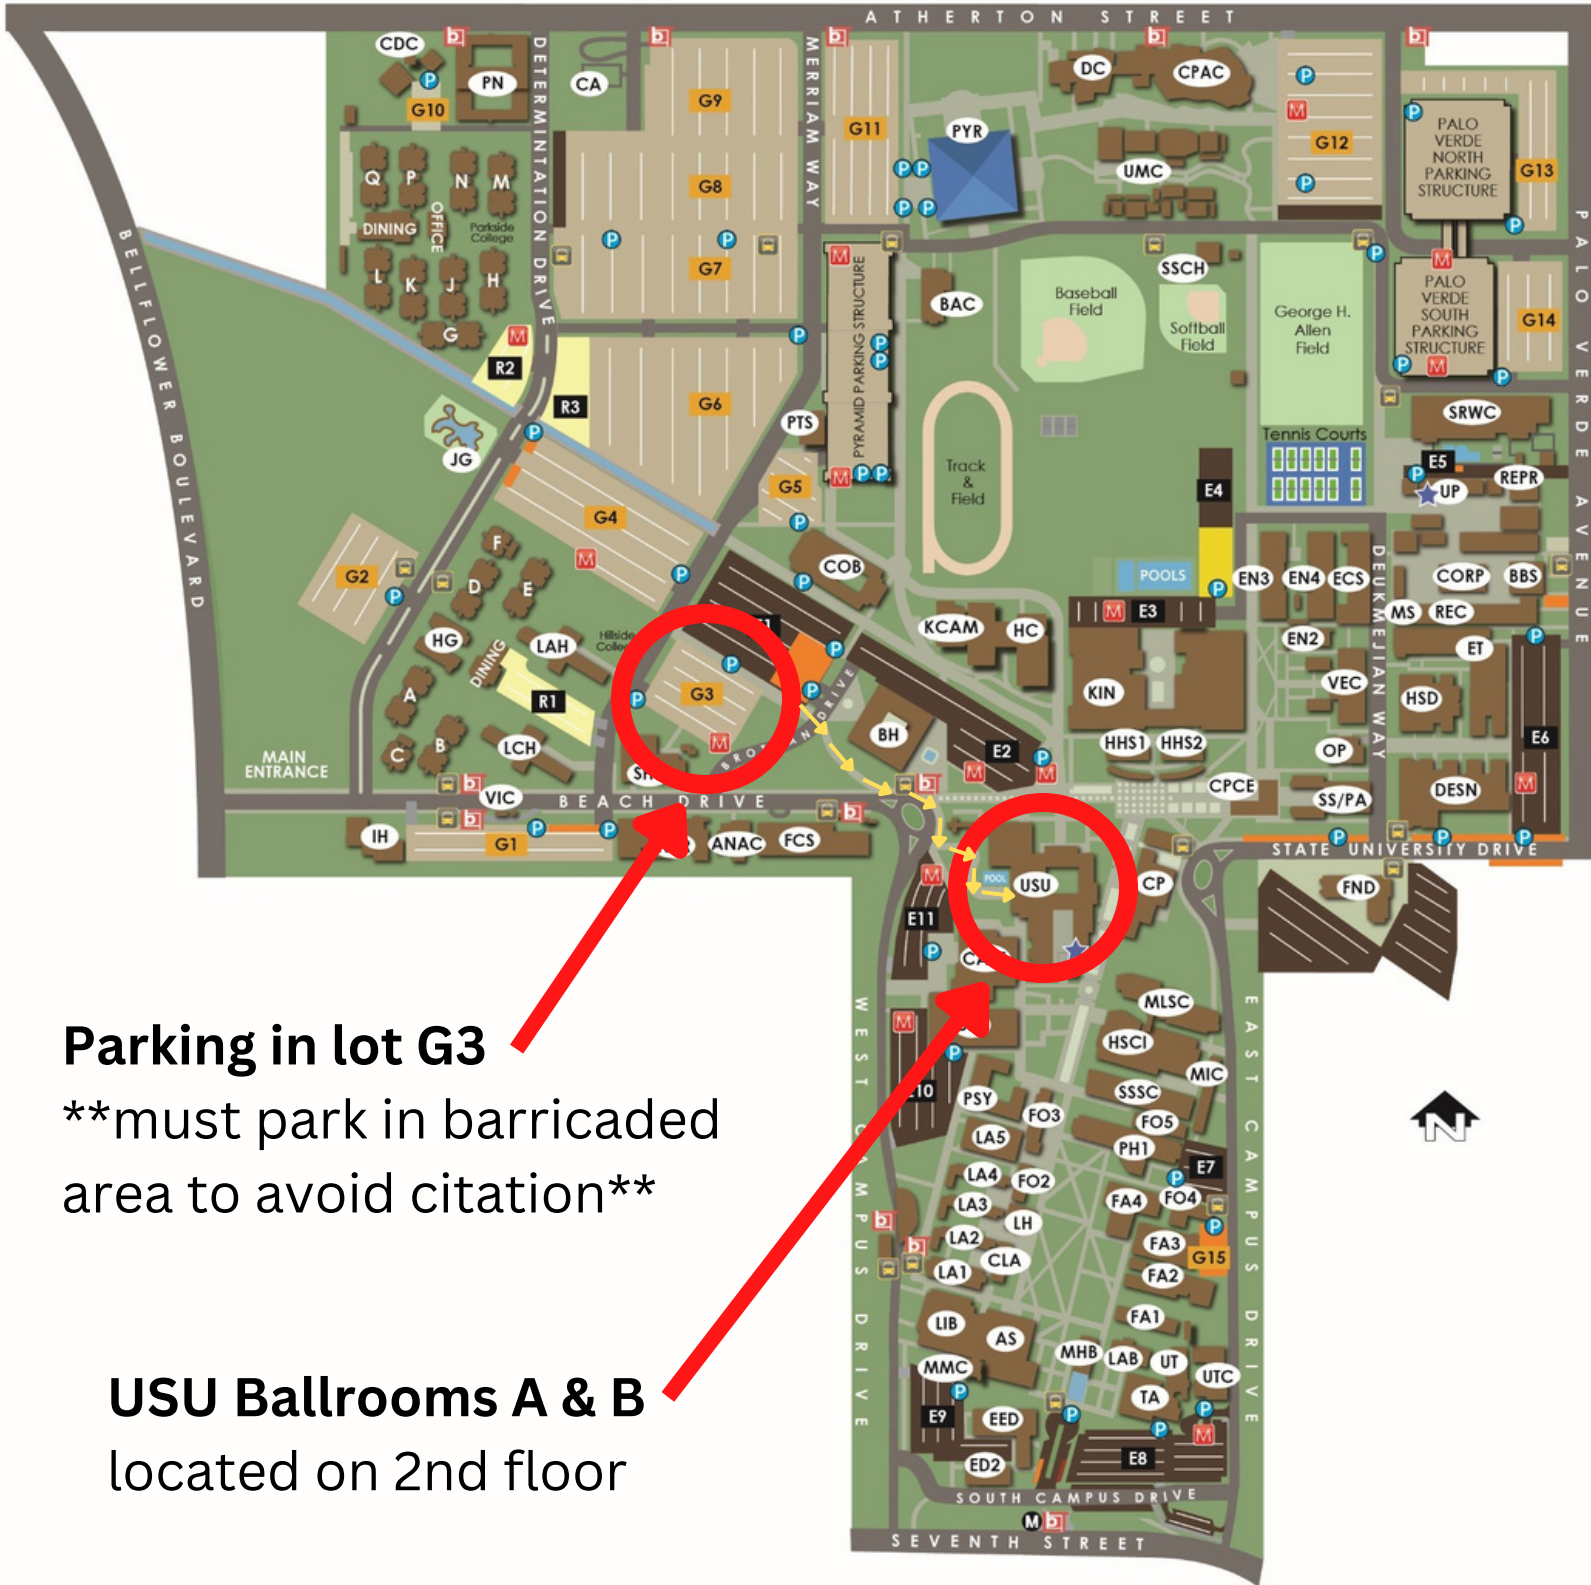 ATHERTON STREET
CDC
PN
G10
DETERMINTATION DRIVE
CA
G9
MERRIAM WAY
G11
PYR
DC
CPAC
UMC
G12
PALO
VERDE
NORTH
PARKING
STRUCTURE
G13
Q
P
N
M
DINING
OFFICE
Parkside
College
L
K
J
H
G
G8
G7
BELLFLOWER BOULEVARD
PYRAMID PARKING STRUCTURE
BAC
Baseball
Field
SSCH
Softball
Field
George H.
Allen
Field
PALO
VERDE
SOUTH
PARKING
STRUCTURE
G14
PALO VERDE AVENUE
R2
R3
G6
PTS
JG
G5
G4
Track
&
Field
Tennis Courts
SRWC
E5
UP
REPR
E4
G2
F
D
E
COB
POOLS
EN3
EN4
ECS
DEUKMEJIAN WAY
CORP
BBS
MS
REC
E3
HG
DINING
LAH
Hillside
G3
KCAM
HC
EN2
ET
A
R1
KIN
VEC
HSD
C
B
LCH
BH
E2
HHS1
HHS2
OP
E6
MAIN
ENTRANCE
VIC
BEACH DRIVE
CPCE
SS/PA
DESN
IH
G1
ANAC
FCS
STATE UNIVERSITY DRIVE
POOL
USU
CP
FND
E11
MLSC
WEST CAMPUS DRIVE
EAST CAMPUS DRIVE
Parking in lot G3
**must park in barricaded
area to avoid citation**
HSCI
MIC
PSY
FO3
SSSC
FO5
LA5
PH1
E7
LA4
FO2
FA4
FO4
LA3
LH
LA2
FA3
G15
CLA
LA1
FA2
LIB
AS
FA1
MMC
MHB
LAB
UT
UTC
TA
E9
EED
E8
ED2
USU Ballrooms A & B
located on 2nd floor
SOUTH CAMPUS DRIVE
SEVENTH STREET
N